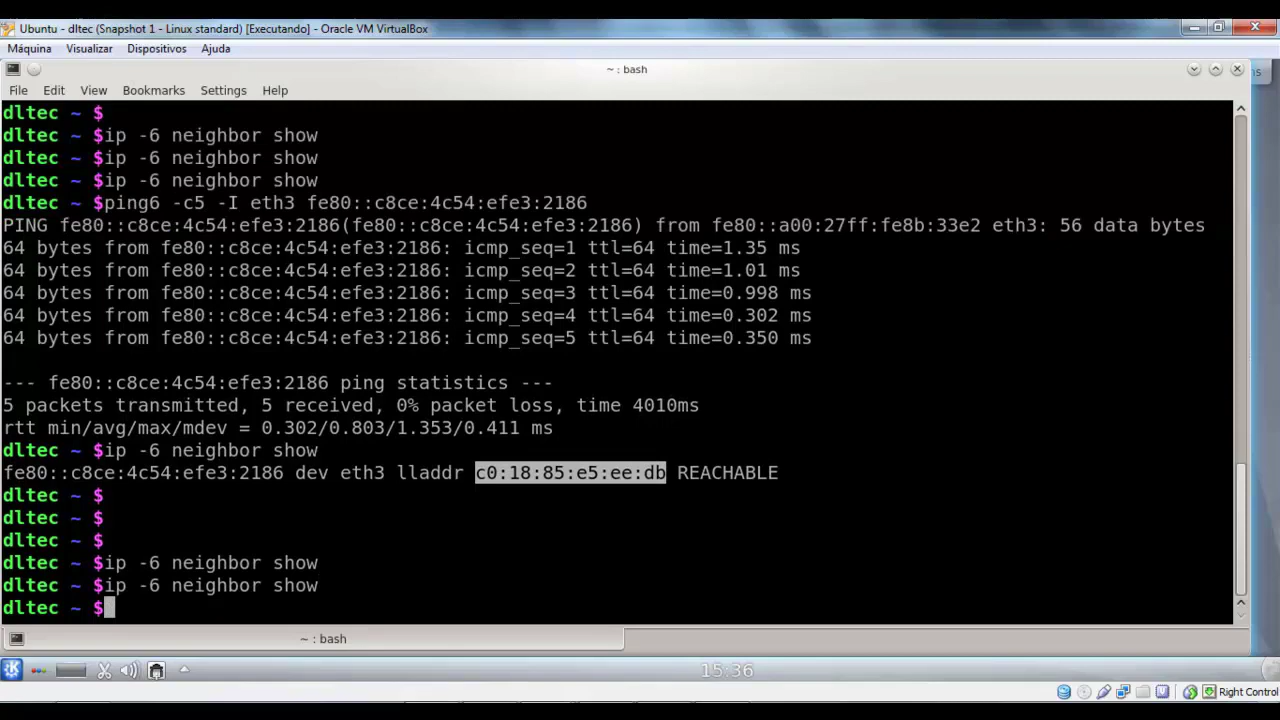 Ubuntu - dltec (Snapshot 1 - Linux standard) [Executando] - Oracle VM VirtualBox
Máquina Visualizar Dispositivos Ajuda
~ : bash
ns
File Edit View Bookmarks Settings Help
dltec ~ $
dltec ~ $ip -6 neighbor show
dltec ~ $ip -6 neighbor show
dltec ~ $ip -6 neighbor show
dltec ~ $ping6 -c5 -I eth3 fe80::c8ce:4c54:efe3:2186
PING fe80::c8ce:4c54:efe3:2186(fe80::c8ce:4c54:efe3:2186) from fe80::a00:27ff:fe8b:33e2 eth3: 56 data bytes
64 bytes from fe80::c8ce:4c54:efe3:2186: icmp_seq=1 ttl=64 time=1.35 ms
64 bytes from fe80::c8ce:4c54:efe3:2186: icmp_seq=2 ttl=64 time=1.01 ms
64 bytes from fe80::c8ce:4c54:efe3:2186: icmp_seq=3 ttl=64 time=0.998 ms
64 bytes from fe80::c8ce:4c54:efe3:2186: icmp_seq=4 ttl=64 time=0.302 ms
64 bytes from fe80::c8ce:4c54:efe3:2186: icmp_seq=5 ttl=64 time=0.350 ms
--- fe80::c8ce:4c54:efe3:2186 ping statistics ---
5 packets transmitted, 5 received, 0% packet loss, time 4010ms
rtt min/avg/max/mdev = 0.302/0.803/1.353/0.411 ms
dltec ~ $ip -6 neighbor show
fe80::c8ce:4c54:efe3:2186 dev eth3 lladdr c0:18:85:e5:ee:db REACHABLE
dltec ~ $
dltec ~ $
dltec ~ $
dltec ~ $ip -6 neighbor show
dltec ~ $ip -6 neighbor show
dltec ~ $
~ : bash
15:36
Right Control